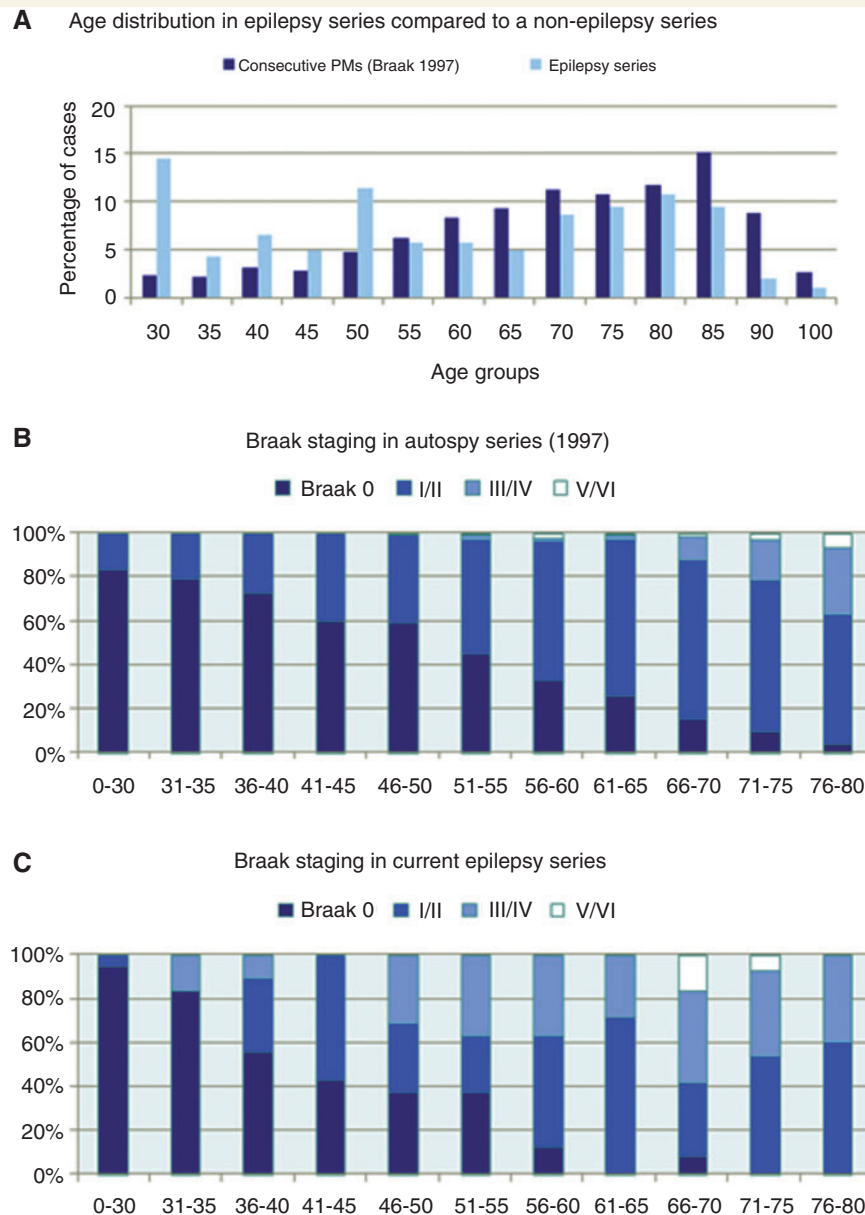 A Age distribution in epilepsy series compared to a non-epilepsy series
Consecutive PMs (Braak 1997) Epilepsy series
Percentage of cases
20
15
10
5
0
30 35 40 45 50 55 60 65 70 75 80 85 90 100
Age groups
B Braak staging in autospy series (1997)
Braak 0 I/II III/IV V/VI
100%
80%
60%
40%
20%
0%
0-30 31-35 36-40 41-45 46-50 51-55 56-60 61-65 66-70 71-75 76-80
C Braak staging in current epilepsy series
Braak 0 I/II III/IV V/VI
100%
80%
60%
40%
20%
0%
0-30 31-35 36-40 41-45 46-50 51-55 56-60 61-65 66-70 71-75 76-80